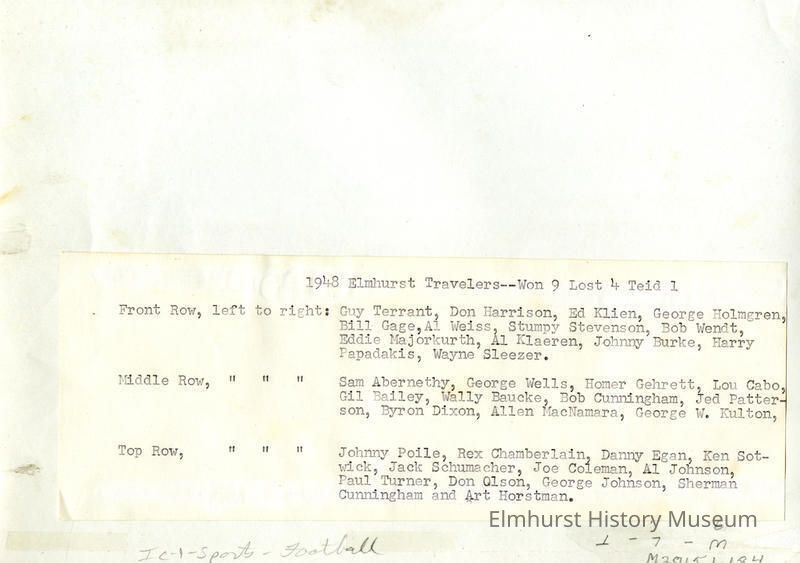 1948 Elmhurst Travelers--Won 9 Lost 4 Teid 1
Front Row, left to right: Guy Terrant, Don Harrison, Ed Klien, George Holmgren,
Bill Gage,Al Weiss, Stumpy Stevenson, Bob Wendt,
Eddie Majorkurth, Al Klaeren, Johnny Burke, Harry
Papadakis, Wayne Sleezer.
Middle Row, " " " Sam Abernethy, George Wells, Homer Gehrett, Lou Cabo,
Gil Bailey, Wally Baucke, Bob Cunningham, Jed Patter-
son, Byron Dixon, Allen MacNamara, George W. Kulton,
Top Row, " " " Johnny Poile, Rex Chamberlain, Danny Egan, Ken Sot-
wick, Jack Schumacher, Joe Coleman, Al Johnson,
Paul Turner, Don Olson, George Johnson, Sherman
Cunningham and Art Horstman.
Elmhurst History Museum
1 - 7 - M
Ic-1-Sports - Football